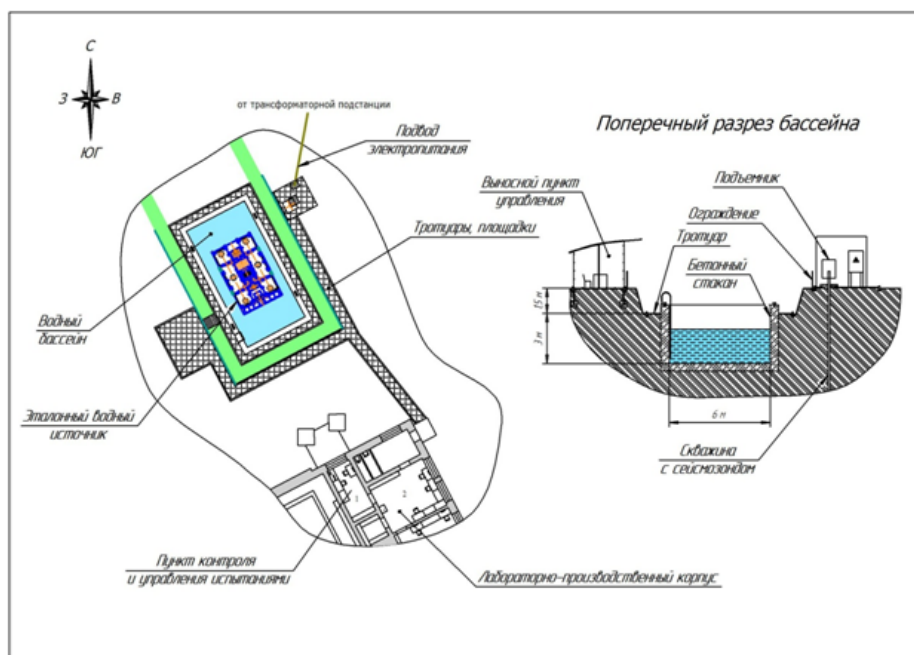 С
З
В
ЮГ
от трансформаторной подстанции
Подвод
электропитания
Тротуары, площадки
Водный
бассейн
Эталонный водный
источник
1
2
Пункт контроля
и управления испытаниями
Лабораторно-производственный корпус
Поперечный разрез бассейна
Подъемник
Выносной пункт
управления
Ограждение
Тротуар
Бетонный
стакан
1,5 м
3 м
6 м
Скважина
с сейсмозондом